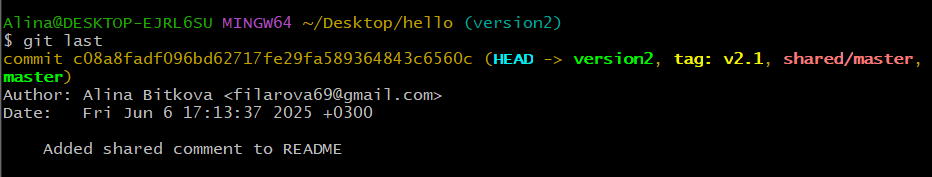 Alina@DESKTOP-EJRL6SU MINGW64 ~/Desktop/hello (version2)
$ git last
commit c08a8fadf096bd62717fe29fa589364843c6560c (HEAD -> version2, tag: v2.1, shared/master,
master)
Author: Alina Bitkova <filarova69@gmail.com>
Date:   Fri Jun 6 17:13:37 2025 +0300
    Added shared comment to README